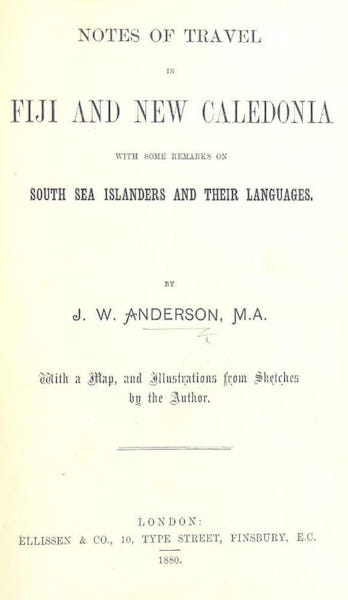 NOTES OF TRAVEL
IN
FIJI AND NEW CALEDONIA
WITH SOME REMARKS ON
SOUTH SEA ISLANDERS AND THEIR LANGUAGES.
BY
J. W. ANDERSON, M.A.
With a Map, and Illustrations from Sketches
by the Author.
LONDON:
ELLISSEN & CO., 10, TYPE STREET, FINSBURY, E.C.
1880.